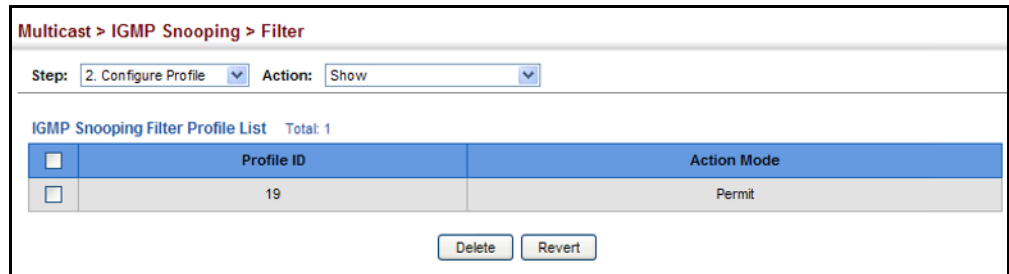 Multicast > IGMP Snooping > Filter
Step: 2. Configure Profile Action: Show
IGMP Snooping Filter Profile List Total: 1
Profile ID Action Mode
19 Permit
Delete Revert